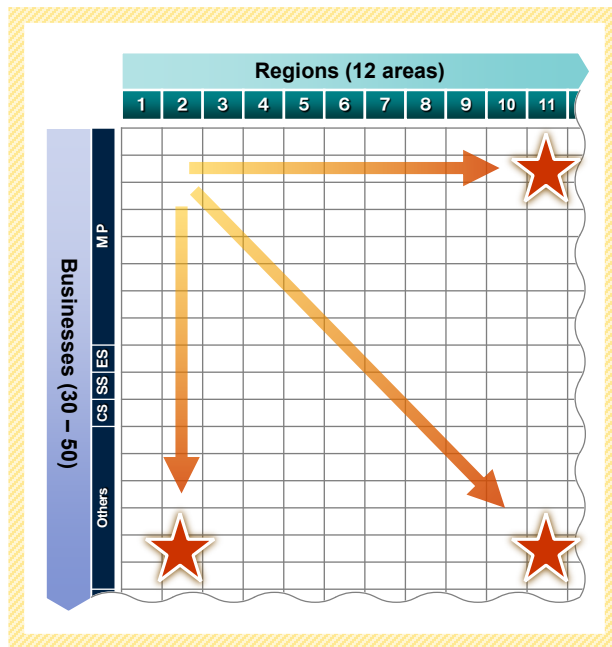 Regions (12 areas)
1 2 3 4 5 6 7 8 9 10 11
Businesses (30 – 50)
MP
ES
SS
CS
Others